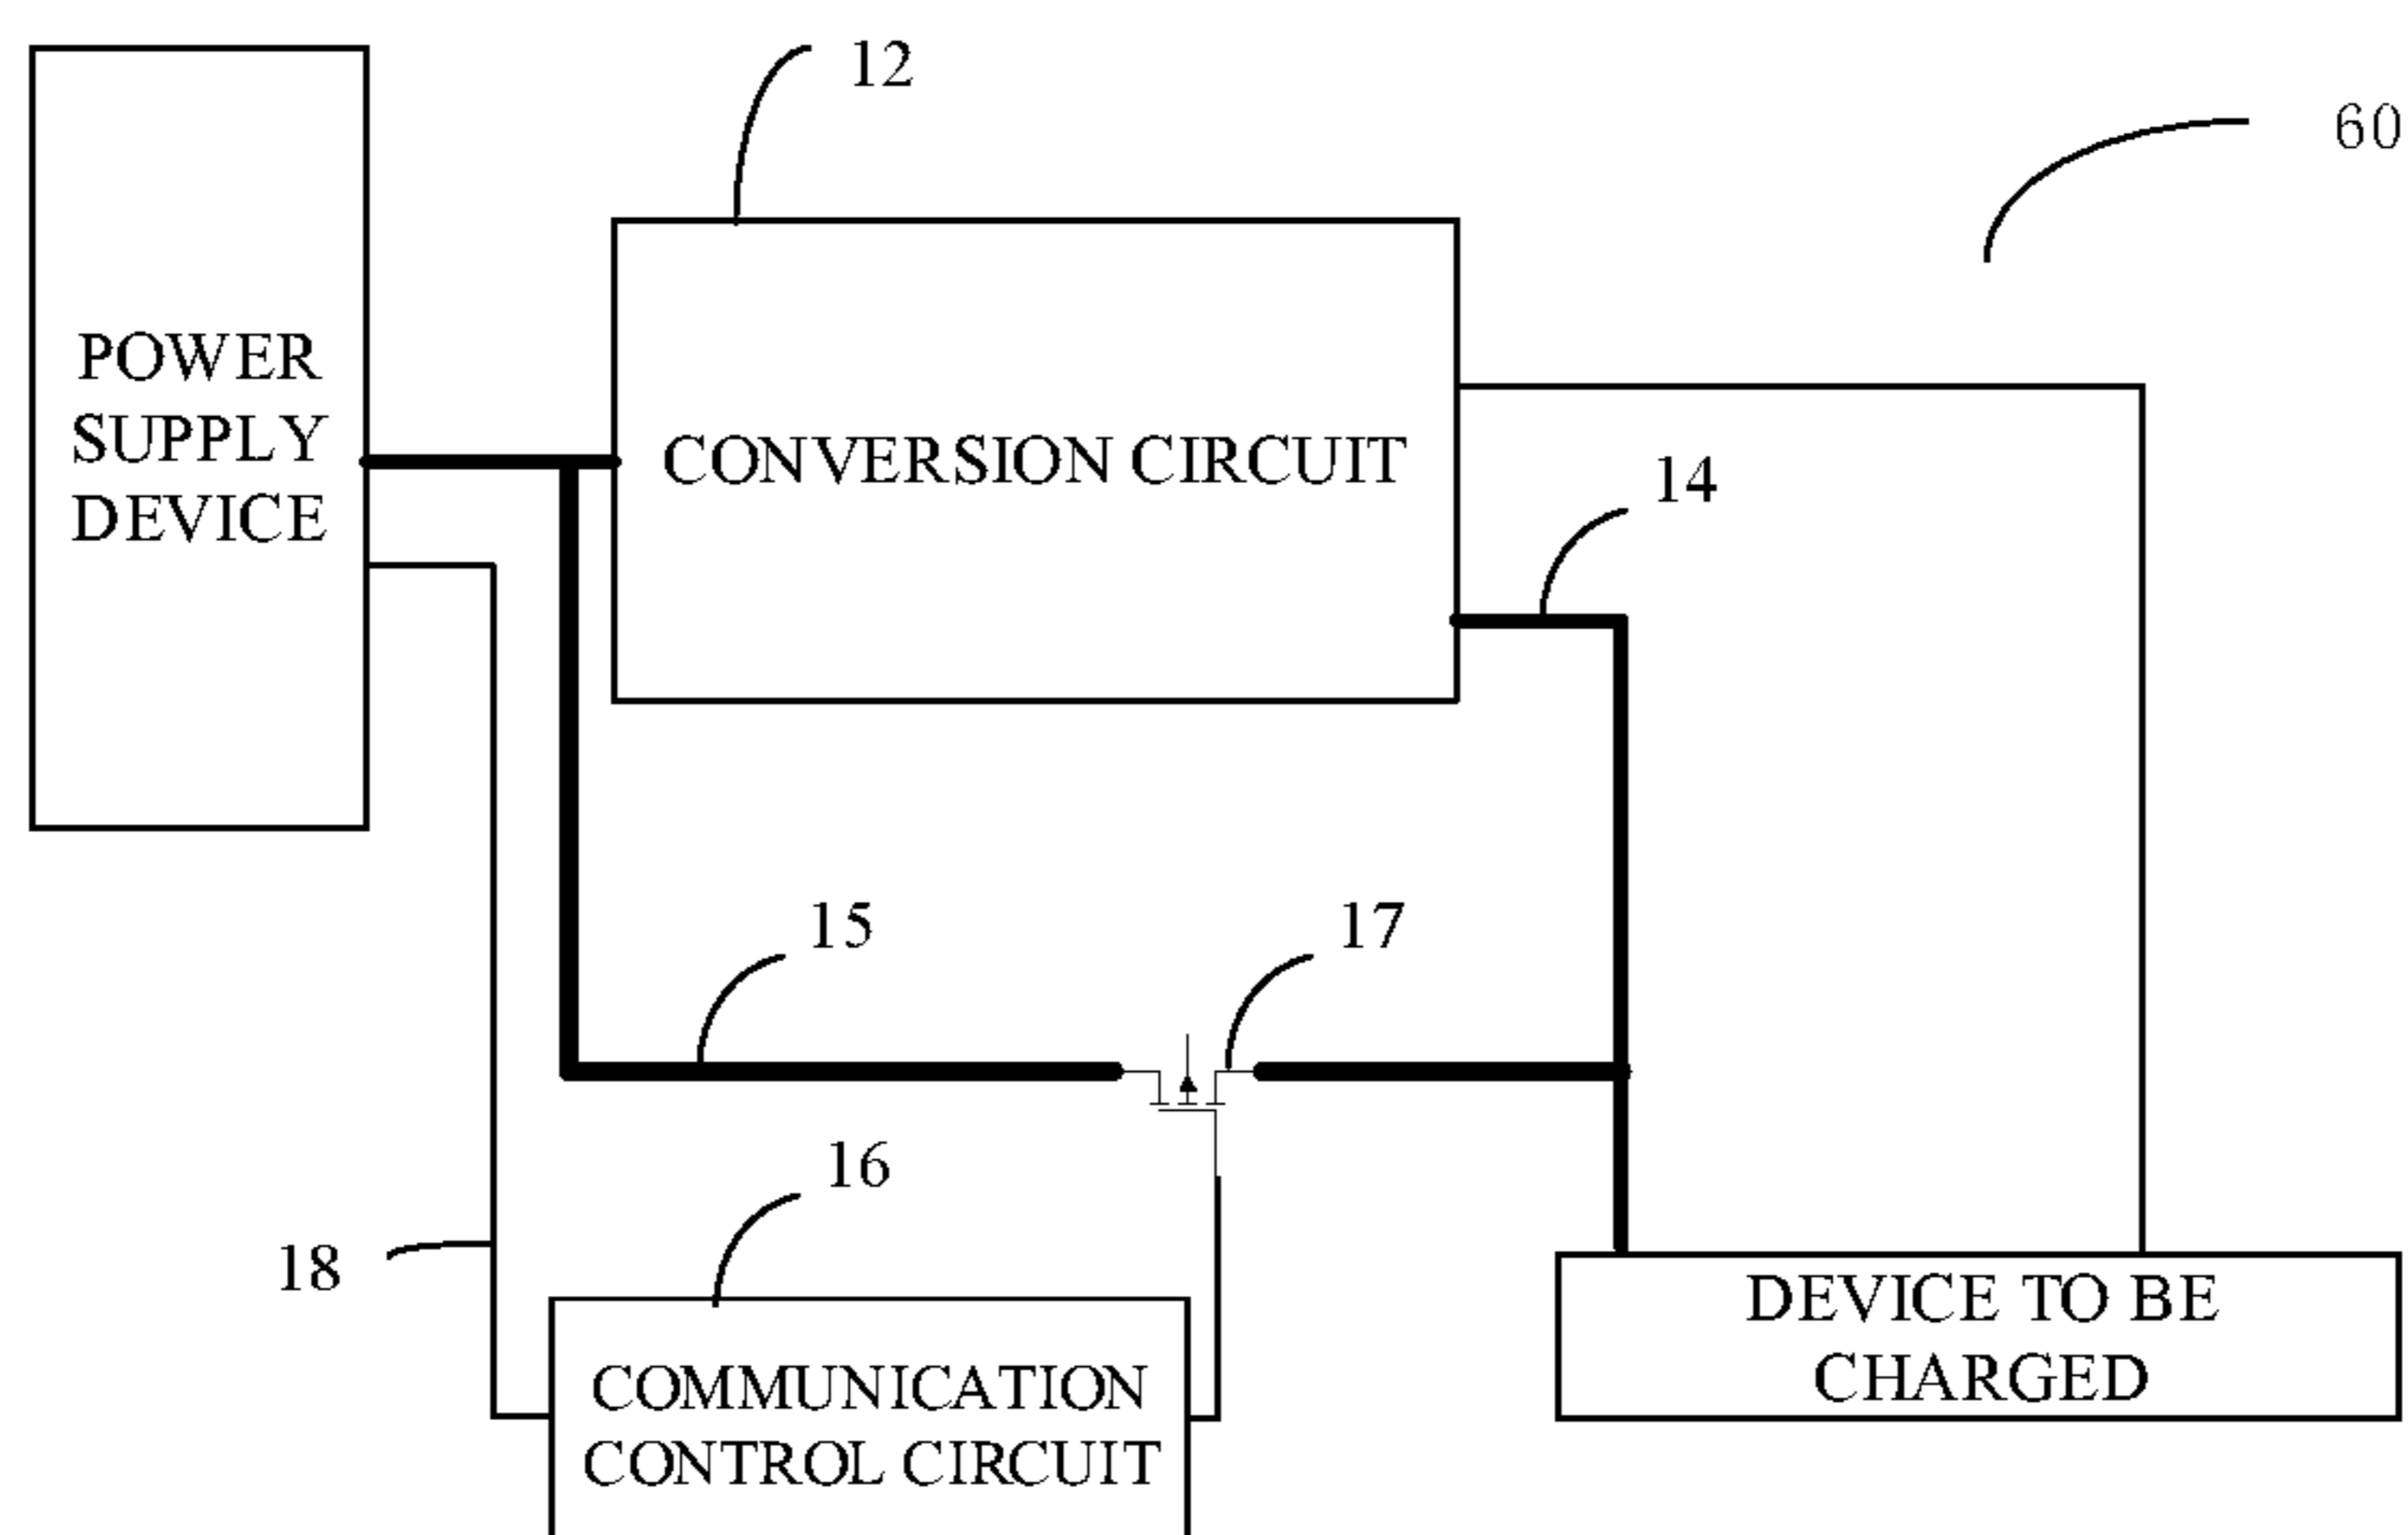 12
60
POWER
SUPPLY
DEVICE
CONVERSION CIRCUIT
14
15
17
16
18
DEVICE TO BE
CHARGED
COMMUNICATION
CONTROL CIRCUIT